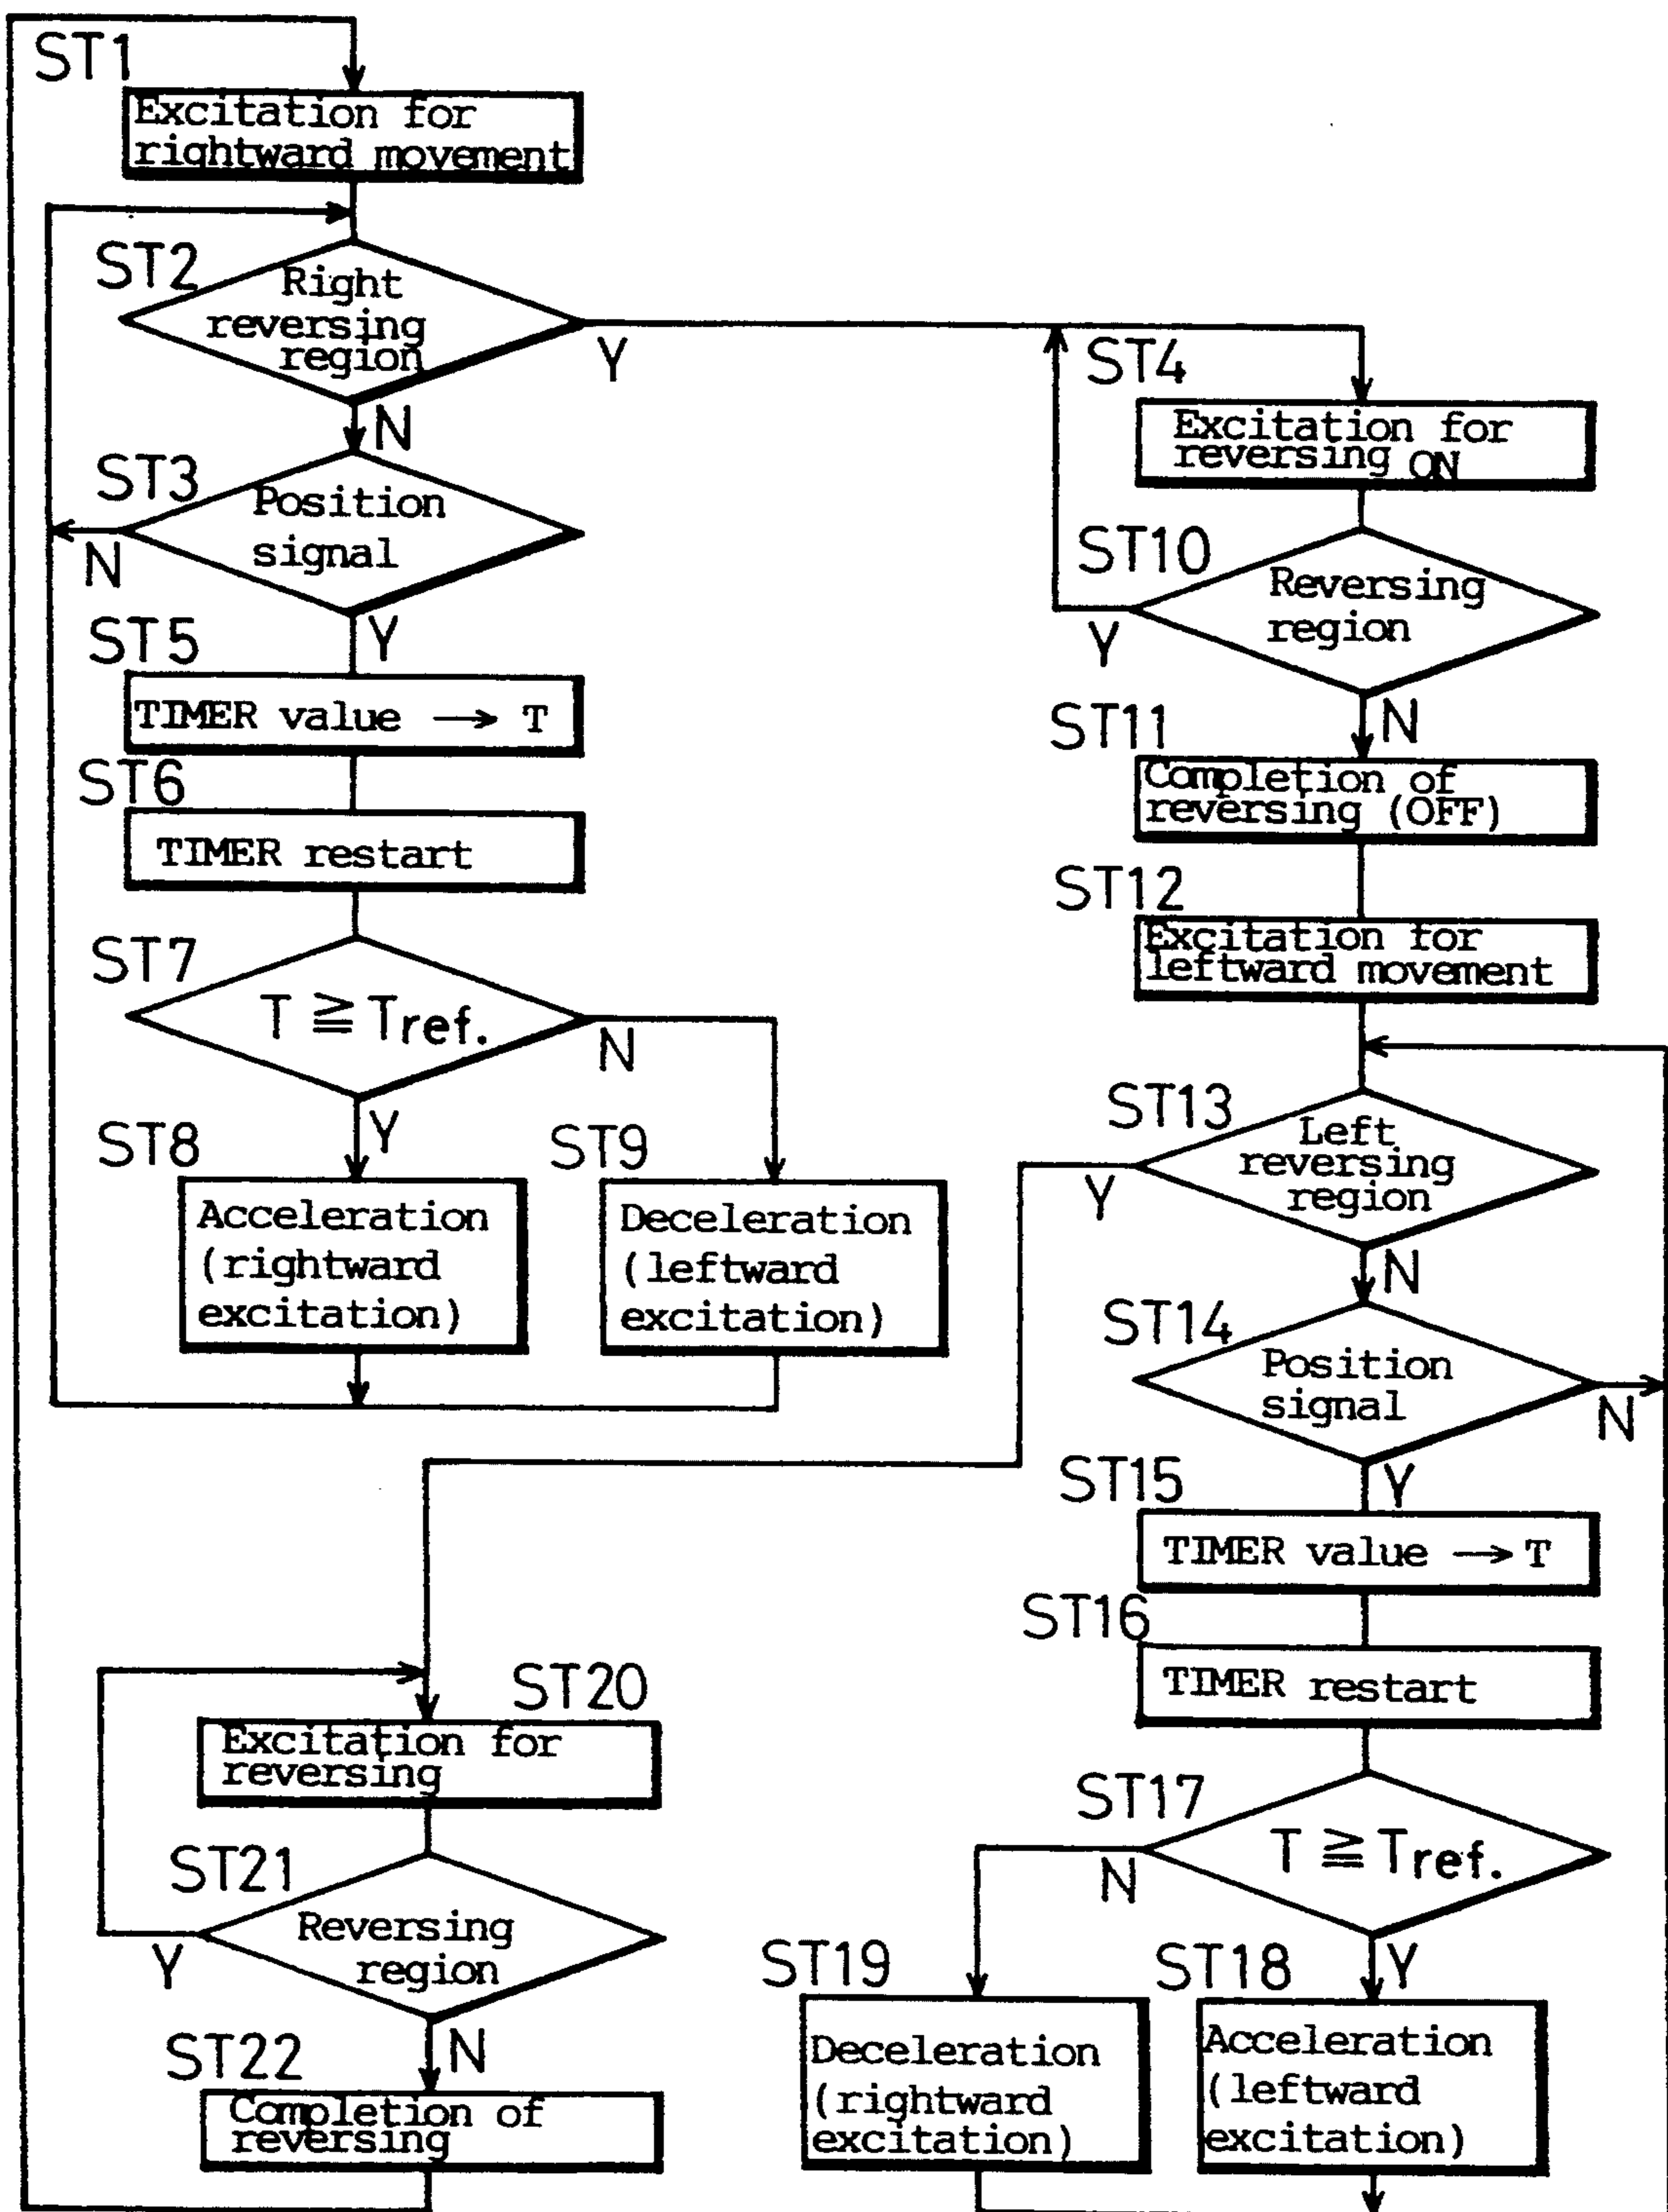 ST1
Excitation for
rightward movement
ST2
Right
reversing
region
Y
N
ST3
Position
signal
N
Y
ST5
TIMER value → T
ST6
TIMER restart
ST7
T ≧ Tref.
N
Y
ST8
Acceleration
(rightward
excitation)
ST9
Deceleration
(leftward
excitation)
ST4
Excitation for
reversing ON
ST10
Reversing
region
Y
N
ST11
Completion of
reversing (OFF)
ST12
Excitation for
leftward movement
ST13
Left
reversing
region
Y
N
ST14
Position
signal
N
Y
ST15
TIMER value → T
ST16
TIMER restart
ST17
T ≧ Tref.
N
Y
ST19
Deceleration
(rightward
excitation)
ST18
Acceleration
(leftward
excitation)
ST20
Excitation for
reversing
ST21
Reversing
region
Y
N
ST22
Completion of
reversing